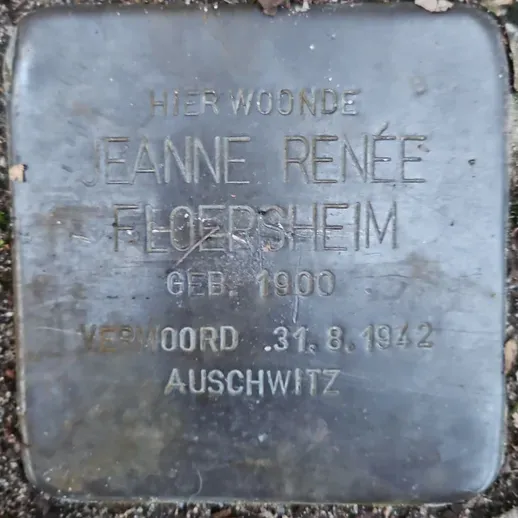 HIER WOONDE
JEANNE RENÉE
FLOERSHEIM
GEB. 1900
VERMOORD 31.8.1942
AUSCHWITZ